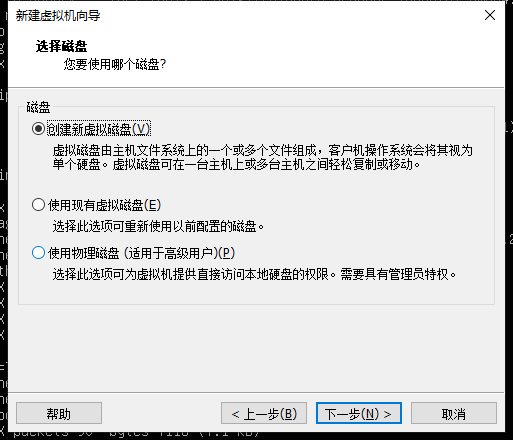 新建虚拟机向导
选择磁盘
您要使用哪个磁盘?
磁盘
创建新虚拟磁盘(V)
虚拟磁盘由主机文件系统上的一个或多个文件组成，客户机操作系统会将其视为
单个硬盘。虚拟磁盘可在一台主机上或多台主机之间轻松复制或移动。
使用现有虚拟磁盘(E)
选择此选项可重新使用以前配置的磁盘。
使用物理磁盘 (适用于高级用户)(P)
选择此选项可为虚拟机提供直接访问本地硬盘的权限。需要具有管理员特权。
帮助
< 上一步(B)
下一步(N) >
取消